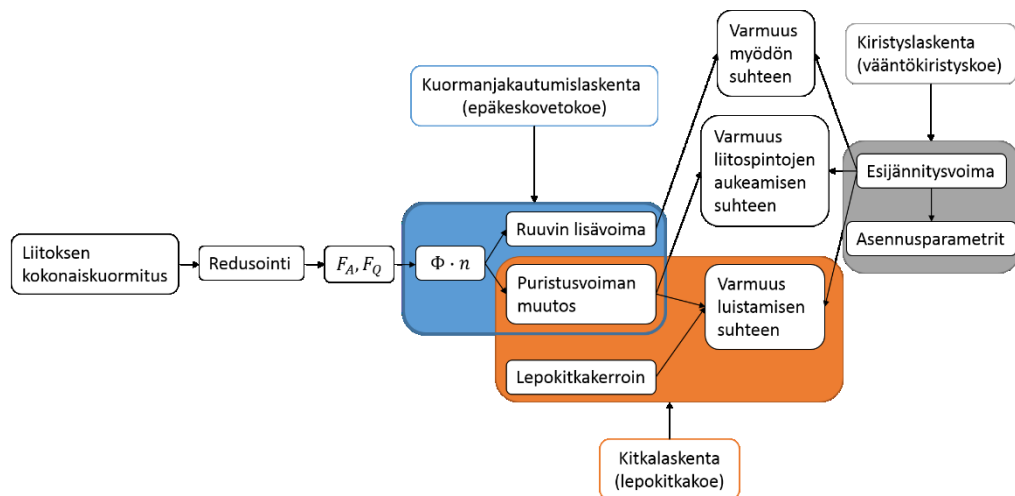 Varmuus
myödön
suhteen
Kiristyslaskenta
(vääntökiristyskoe)
Kuormanjakautumislaskenta
(epäkeskovetokoe)
Varmuus
liitospintojen
aukeamisen
suhteen
Esijännitysvoima
Asennusparametrit
Liitoksen
kokonaiskuormitus
Redusointi
F_A, F_Q
Φ · n
Ruuvin lisävoima
Puristusvoiman
muutos
Varmuus
luistamisen
suhteen
Lepokitkakerroin
Kitkalaskenta
(lepokitkakoe)